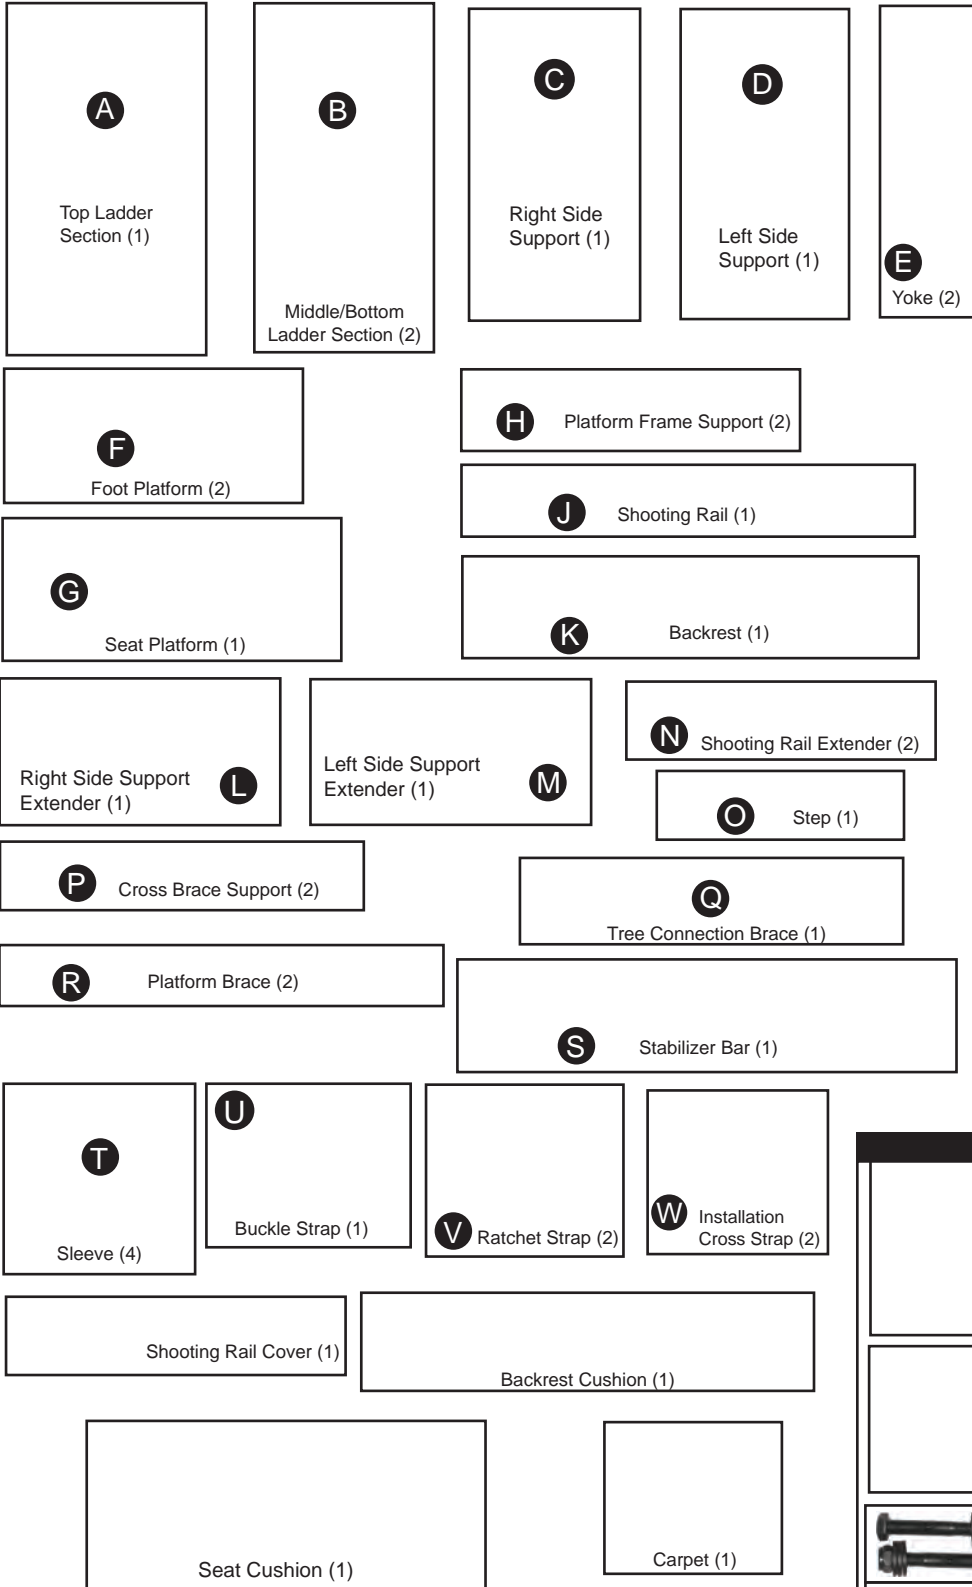 A
Top Ladder
Section (1)
B
Middle/Bottom
Ladder Section (2)
C
Right Side
Support (1)
D
Left Side
Support (1)
E
Yoke (2)
F
Foot Platform (2)
H
Platform Frame Support (2)
J
Shooting Rail (1)
G
Seat Platform (1)
K
Backrest (1)
Right Side Support
Extender (1)
L
Left Side Support
Extender (1)
M
N
Shooting Rail Extender (2)
O
Step (1)
P
Cross Brace Support (2)
Q
Tree Connection Brace (1)
R
Platform Brace (2)
S
Stabilizer Bar (1)
T
Sleeve (4)
U
Buckle Strap (1)
V
Ratchet Strap (2)
W
Installation
Cross Strap (2)
Shooting Rail Cover (1)
Backrest Cushion (1)
Seat Cushion (1)
Carpet (1)